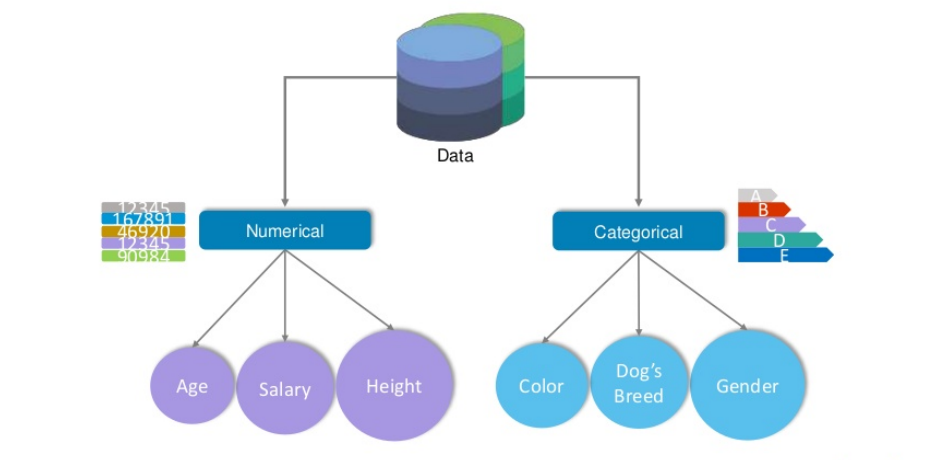 Data
12345
167891
46920
12345
90984
Numerical
Categorical
A
B
C
D
E
Age
Salary
Height
Color
Dog’s
Breed
Gender